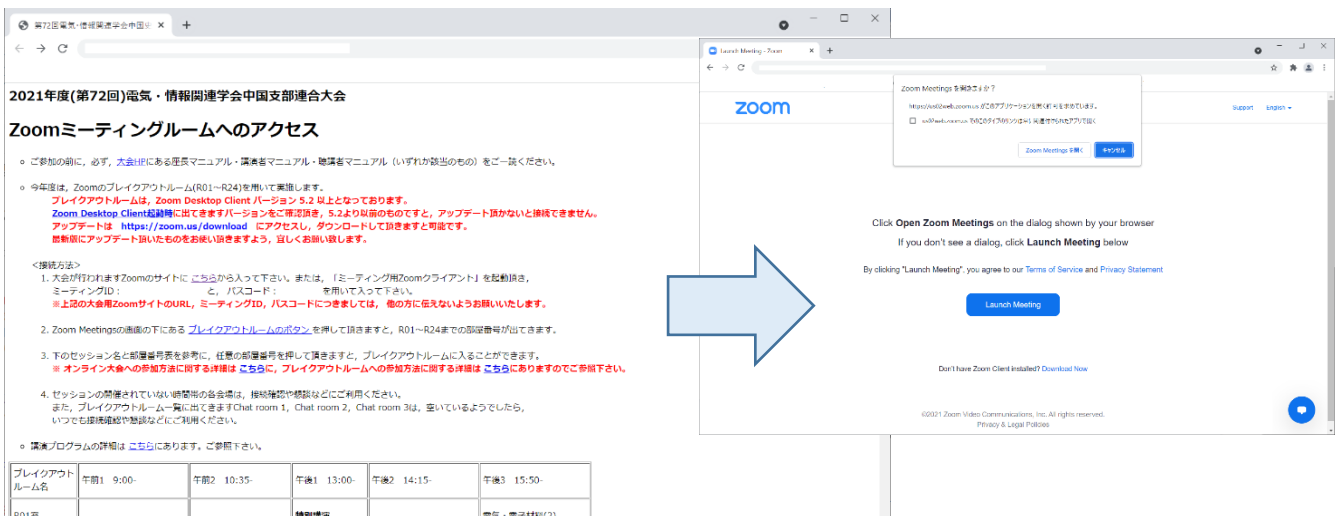 第72回電気・情報関連学会中国支
2021年度(第72回)電気・情報関連学会中国支部連合大会
Zoomミーティングルームへのアクセス
ご参加の前に，必ず，大会HPにある座長マニュアル・講演者マニュアル・聴講者マニュアル（いずれか該当のもの）をご一読ください。
今年度は，Zoomのブレイクアウトルーム(R01～R24)を用いて実施します。
ブレイクアウトルームは，Zoom Desktop Client バージョン 5.2 以上となっております。
Zoom Desktop Client起動時に出てきますバージョンをご確認頂き，5.2より以前のものですと，アップデート頂かないと接続できません。
アップデートは https://zoom.us/download にアクセスし，ダウンロードして頂きますと可能です。
最新版にアップデート頂いたものをお使い頂きますよう，宜しくお願い致します。
<接続方法>
1. 大会が行われますZoomのサイトに こちらから入って下さい。または，「ミーティング用Zoomクライアント」を起動頂き，
ミーティングID： と，パスコード： を用いて入って下さい。
※上記の大会用ZoomサイトのURL，ミーティングID，パスコードにつきましては，他の方に伝えないようお願いいたします。
2. Zoom Meetingsの画面の下にある ブレイクアウトルームのボタン を押して頂きますと，R01～R24までの部屋番号が出てきます。
3. 下のセッション名と部屋番号表を参考に，任意の部屋番号を押して頂きますと，ブレイクアウトルームに入ることができます。
※ オンライン大会への参加方法に関する詳細は こちらに，ブレイクアウトルームへの参加方法に関する詳細は こちらにありますのでご参照下さい。
4. セッションの開催されていない時間帯の各会場は，接続確認や懇談などにご利用ください。
また，ブレイクアウトルーム一覧に出てきますChat room 1，Chat room 2，Chat room 3は，空いているようでしたら，
いつでも接続確認や懇談などにご利用ください。
講演プログラムの詳細は こちらにあります。ご参照下さい。
ブレイクアウトルーム名 午前1 9:00- 午前2 10:35- 午後1 13:00- 午後2 14:15- 午後3 15:50-
Launch Meeting - Zoom
Zoom Meetings を開きますか？
https://us02web.zoom.us がこのアプリケーションを開く許可を求めています。
Zoom Meetings を開く キャンセル
zoom
Support English
Click Open Zoom Meetings on the dialog shown by your browser
If you don't see a dialog, click Launch Meeting below
By clicking "Launch Meeting", you agree to our Terms of Service and Privacy Statement
Launch Meeting
Don't have Zoom Client installed? Download Now
©2021 Zoom Video Communications, Inc. All rights reserved.
Privacy & Legal Policies